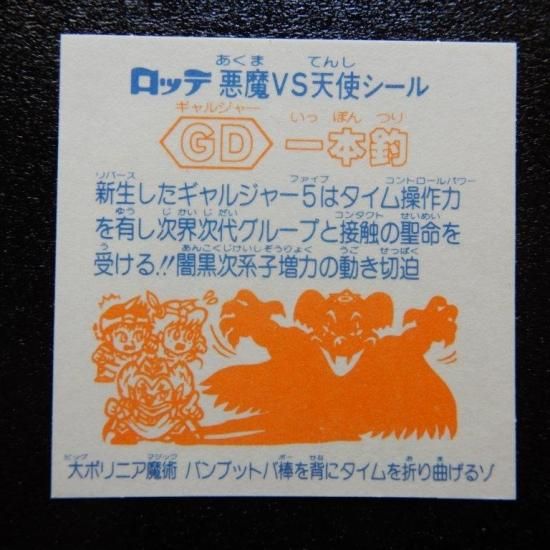 あくま てんし
ロッテ 悪魔VS天使シール
ギャルジャー いっ ぽん つり
GD 一本釣
リバース ファイブ コントロールパワー
新生したギャルジャー5はタイム操作力
ゆう じかいじだい コンタクト せいめい
を有し次界次代グループと接触の聖命を
う あんこくじげいしぞうりょく うご せっぱく
受ける!!闇黒次系子増力の動き切迫
ビッグ マジック ボー せな お ま
大ポリニア魔術 バンブットバ棒を背にタイムを折り曲げるゾ